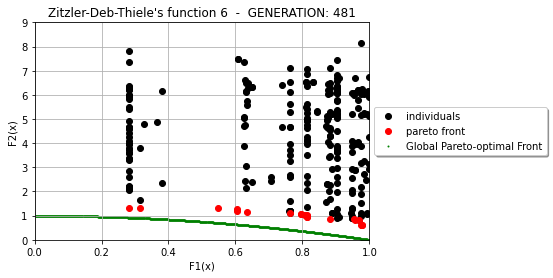 Zitzler-Deb-Thiele's function 6  -  GENERATION: 481
9
8
7
6
5
4
3
2
1
0
F2(x)
0.0 0.2 0.4 0.6 0.8 1.0
F1(x)
individuals
pareto front
Global Pareto-optimal Front